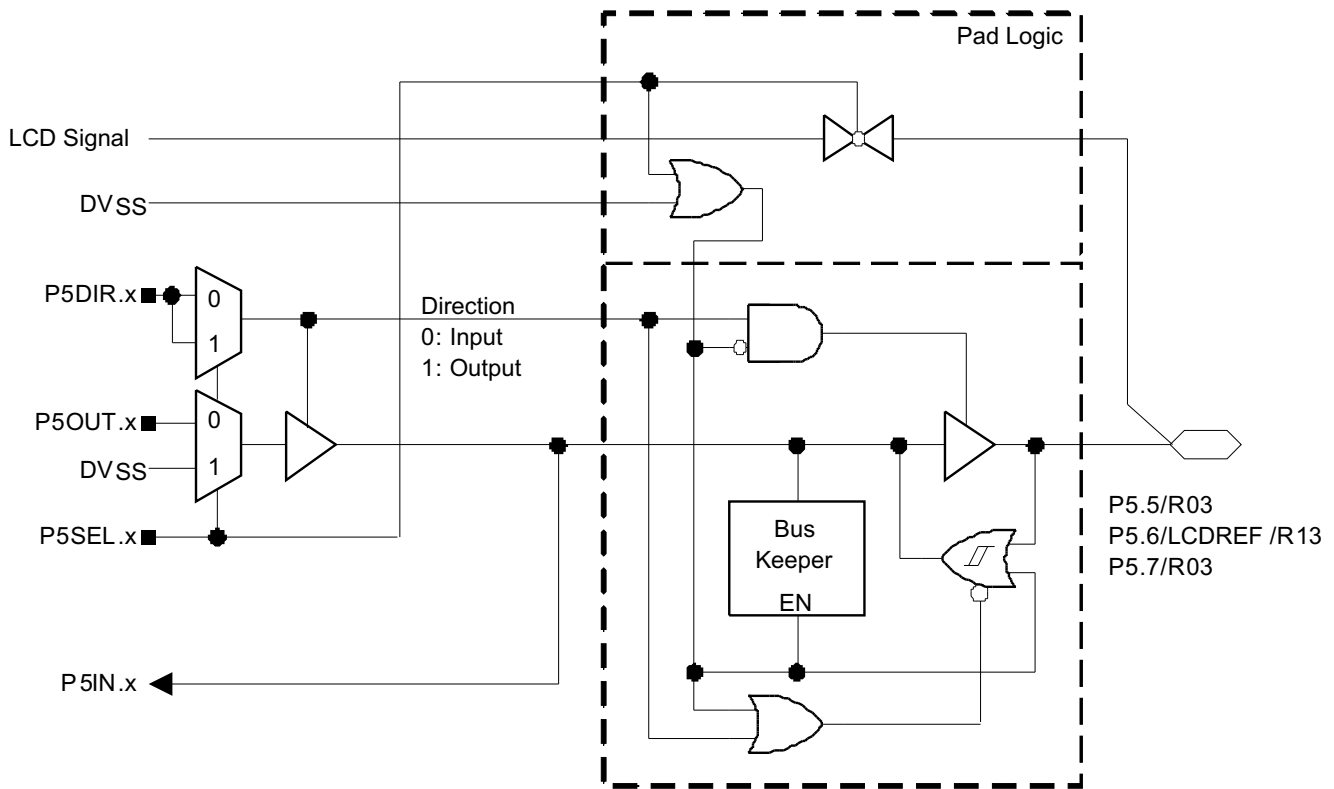 Pad Logic
LCD Signal
DVSS
P5DIR.x
0
1
Direction
0: Input
1: Output
P5OUT.x
0
DVSS
1
P5SEL.x
Bus
Keeper
EN
P5.5/R03
P5.6/LCDREF /R13
P5.7/R03
P5IN.x